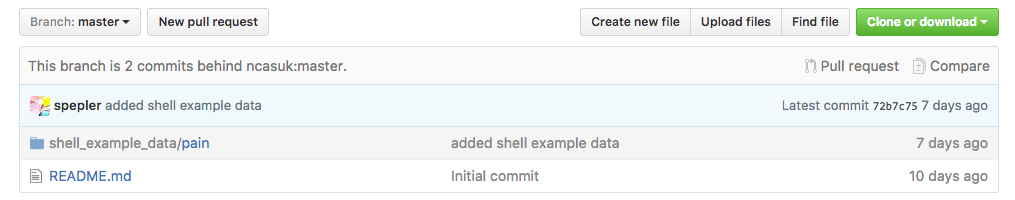 Branch: master New pull request Create new file Upload files Find file Clone or download
This branch is 2 commits behind ncasuk:master. Pull request Compare
spepler added shell example data Latest commit 72b7c75 7 days ago
shell_example_data/pain added shell example data 7 days ago
README.md Initial commit 10 days ago